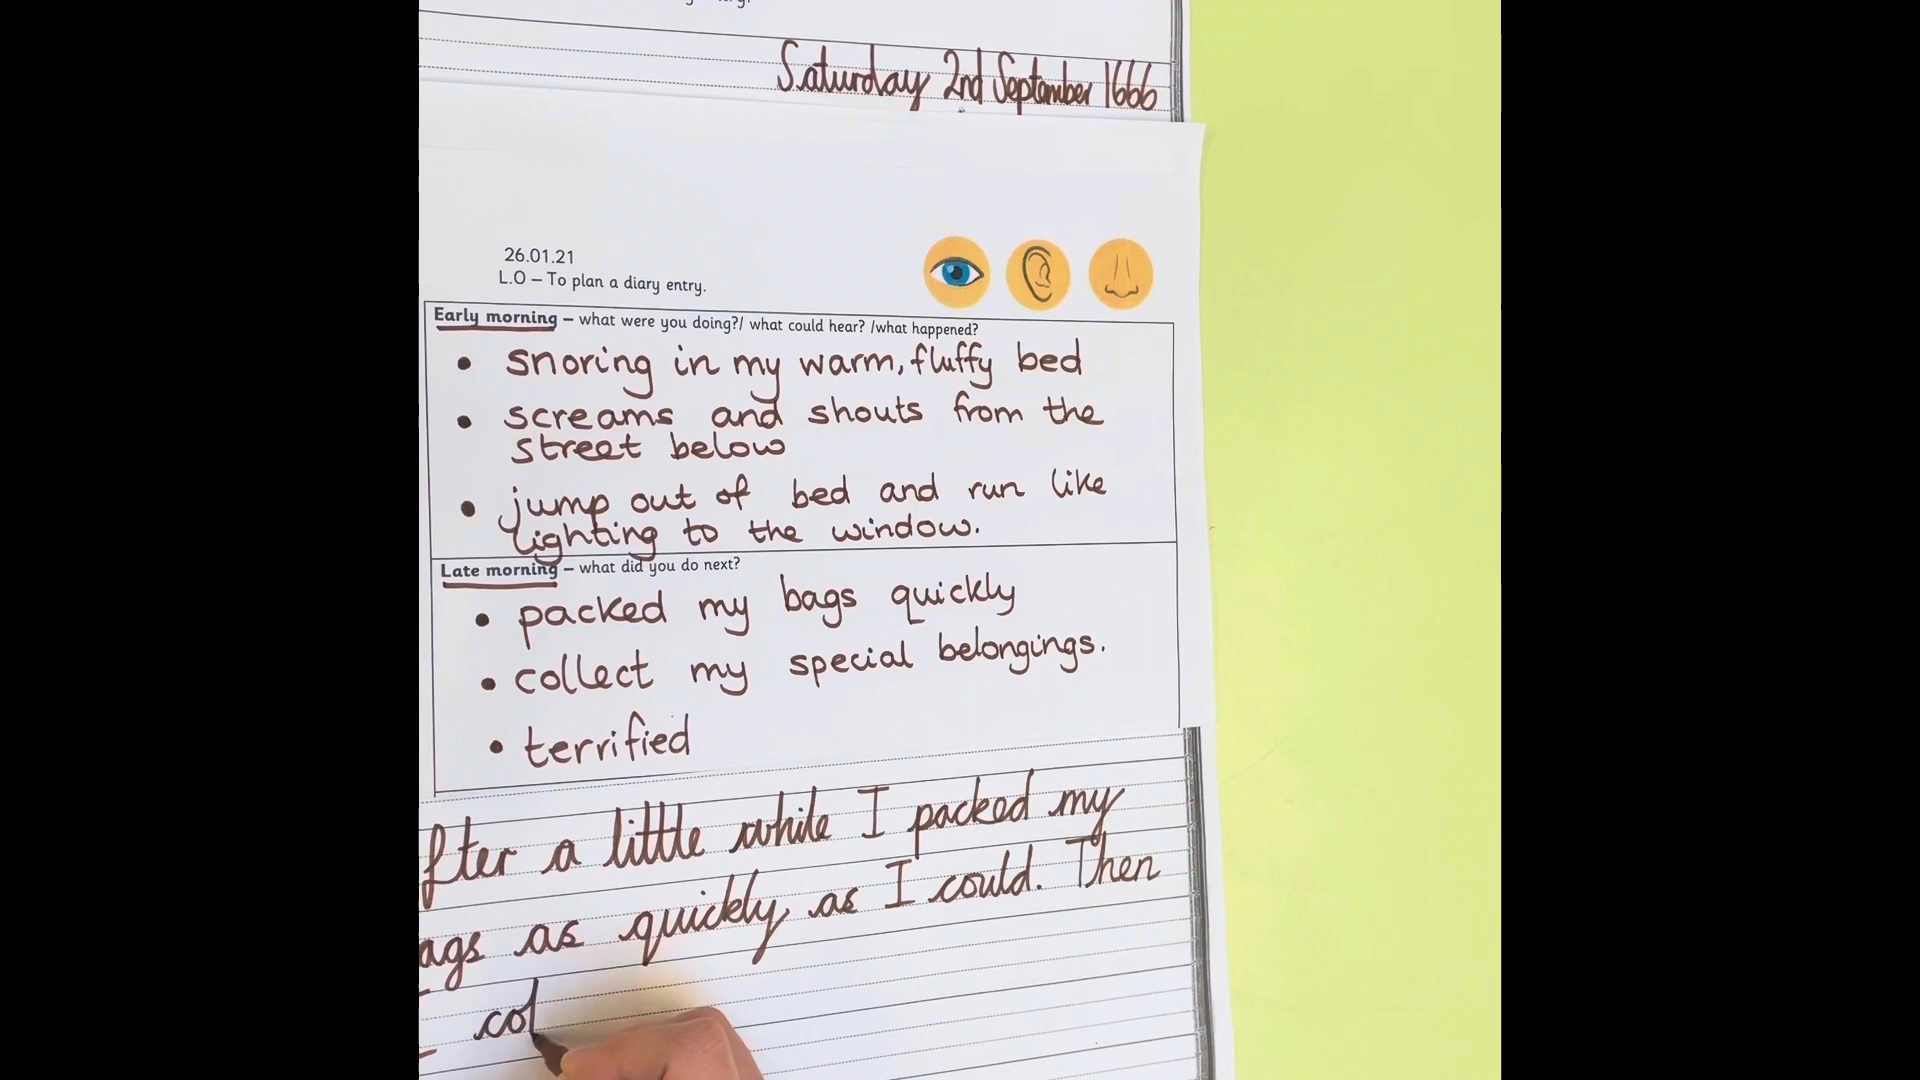 Saturday 2nd September 1666
26.01.21
L.O – To plan a diary entry.
Early morning – what were you doing?/ what could hear? /what happened?
• snoring in my warm, fluffy bed
• screams and shouts from the
street below
• jump out of bed and run like
lighting to the window.
Late morning – what did you do next?
• packed my bags quickly
• collect my special belongings.
• terrified
fter a little while I packed my
ags as quickly as I could. Then
col